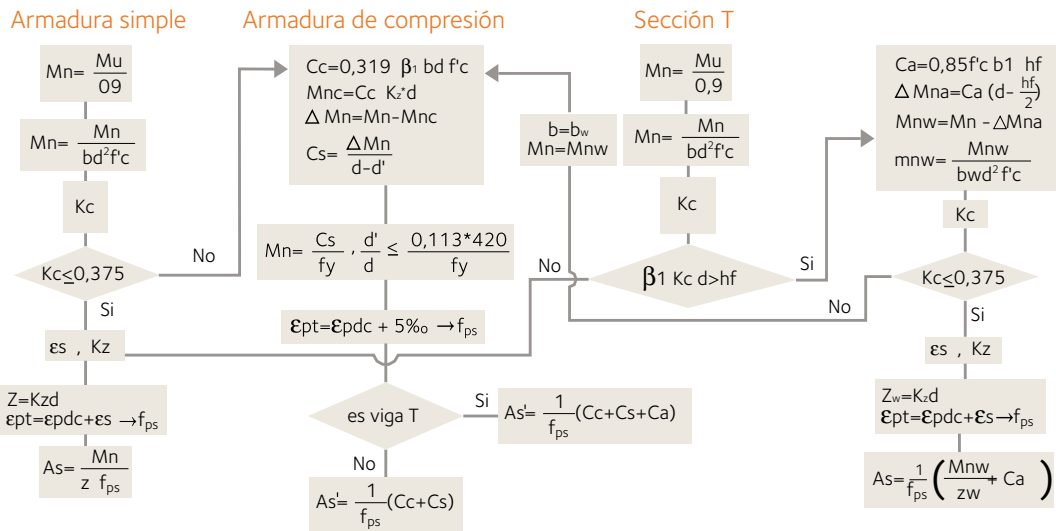 Armadura simple
Mn= Mu / 09
Mn= Mn / bd²f'c
Kc
Kc≤0,375
No
Si
εs , Kz
Z=Kzd
εpt=εpdc+εs →fps
As= Mn / z fps
Armadura de compresión
Cc=0,319 β1 bd f'c
Mnc=Cc Kz*d
△ Mn=Mn-Mnc
Cs= △Mn / d-d'
Mn= Cs / fy . d' / d ≤ 0,113*420 / fy
εpt=εpdc + 5‰ →fps
es viga T
Si
As'= 1 / fps (Cc+Cs+Ca)
No
As'= 1 / fps (Cc+Cs)
Sección T
Mn= Mu / 0,9
b=bw
Mn=Mnw
Mn= Mn / bd²f'c
Kc
β1 Kc d>hf
No
Si
Ca=0,85f'c b1 hf
△ Mna=Ca (d- hf / 2)
Mnw=Mn -△Mna
mnw= Mnw / bwd² f'c
Kc
Kc≤0,375
No
Si
εs , Kz
Zw=Kzd
εpt=εpdc+εs→fps
As= 1 / fps ( Mnw / zw + Ca )